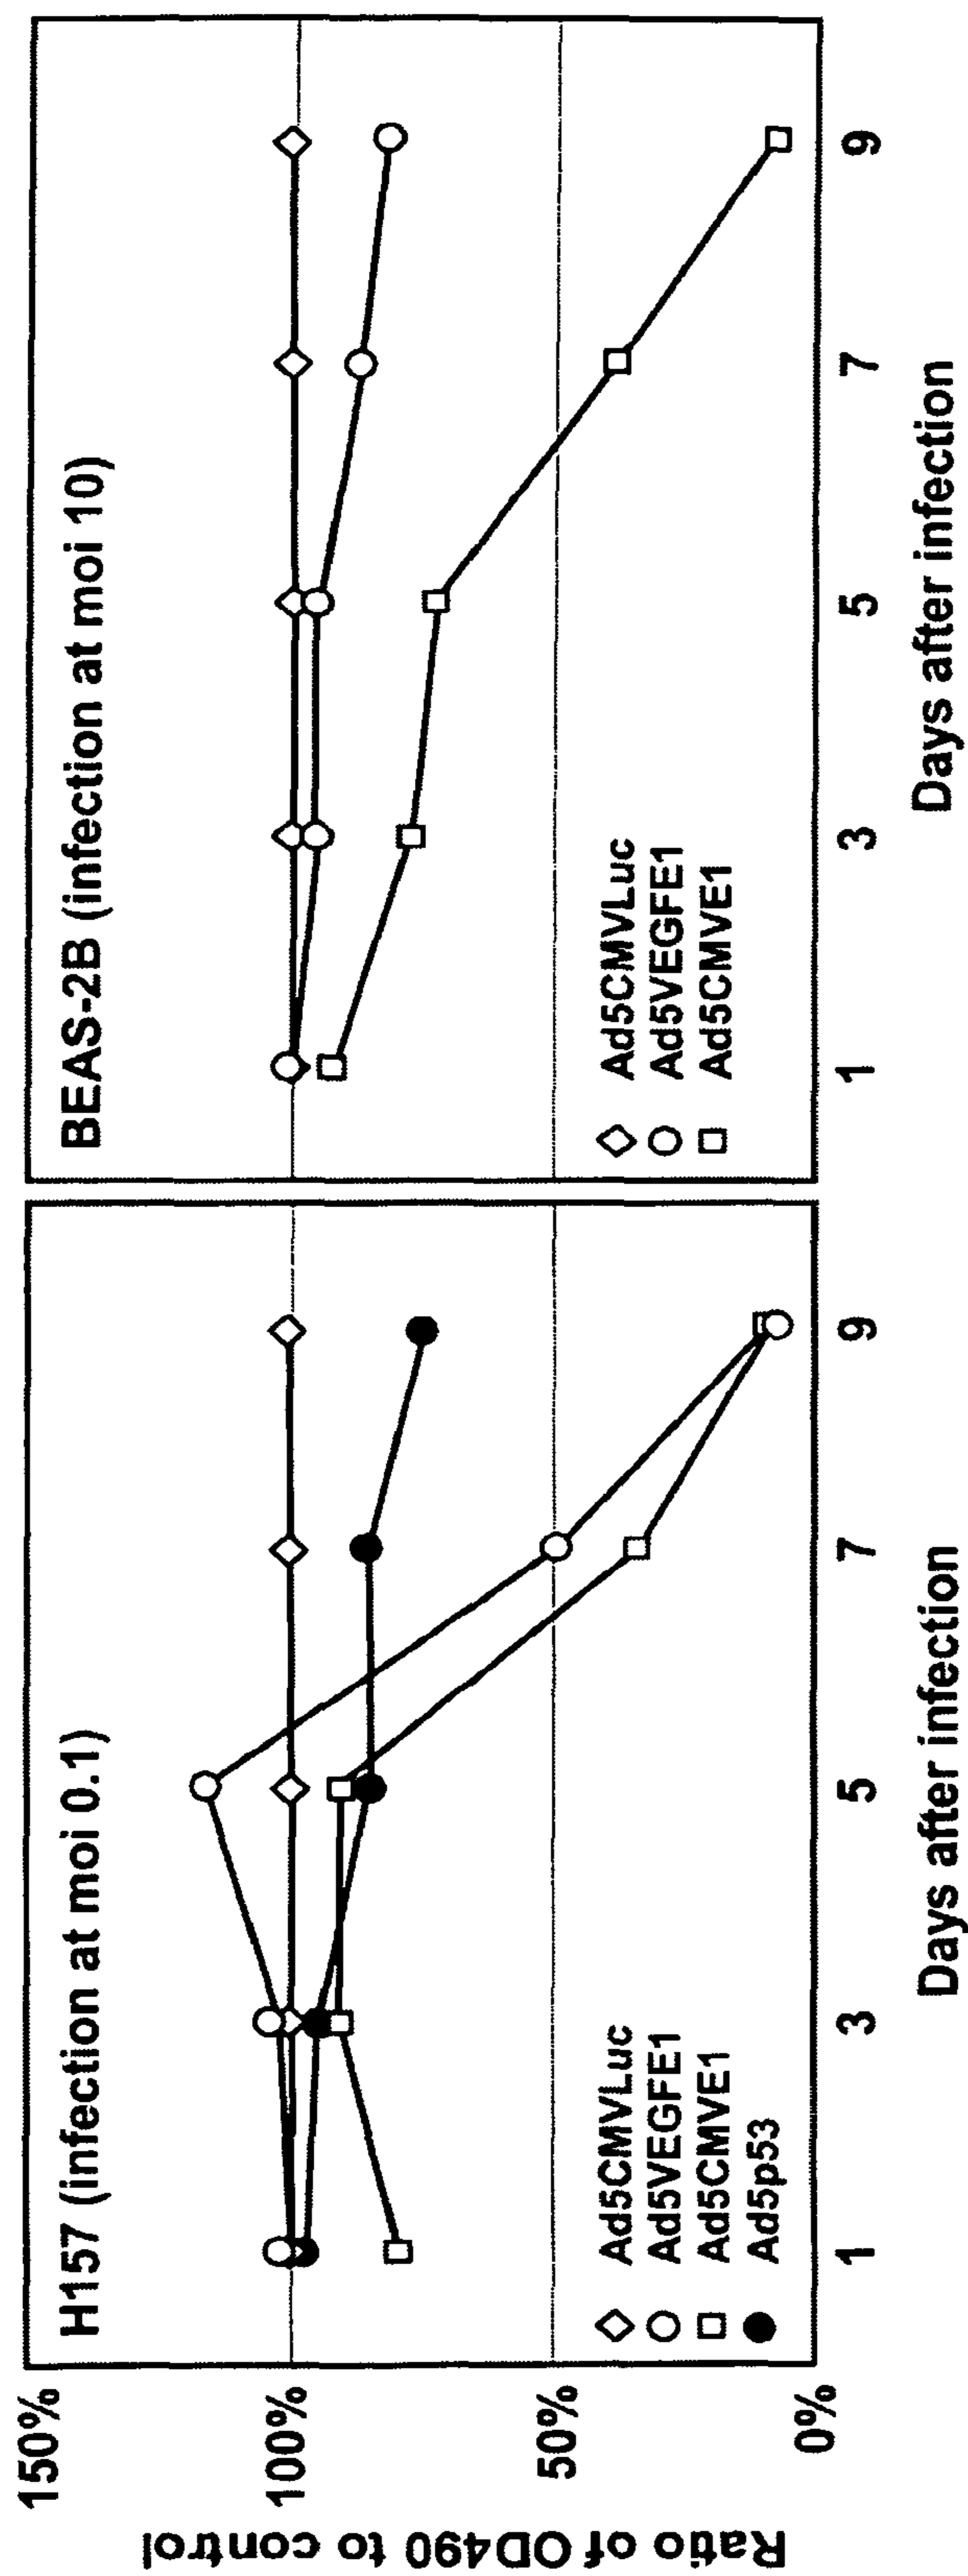 Ratio of OD490 to control
150%
100%
50%
0%
H157 (infection at moi 0.1)
Ad5CMVLuc
Ad5VEGFE1
Ad5CMVE1
Ad5p53
1 3 5 7 9
Days after infection
BEAS-2B (infection at moi 10)
Ad5CMVLuc
Ad5VEGFE1
Ad5CMVE1
1 3 5 7 9
Days after infection